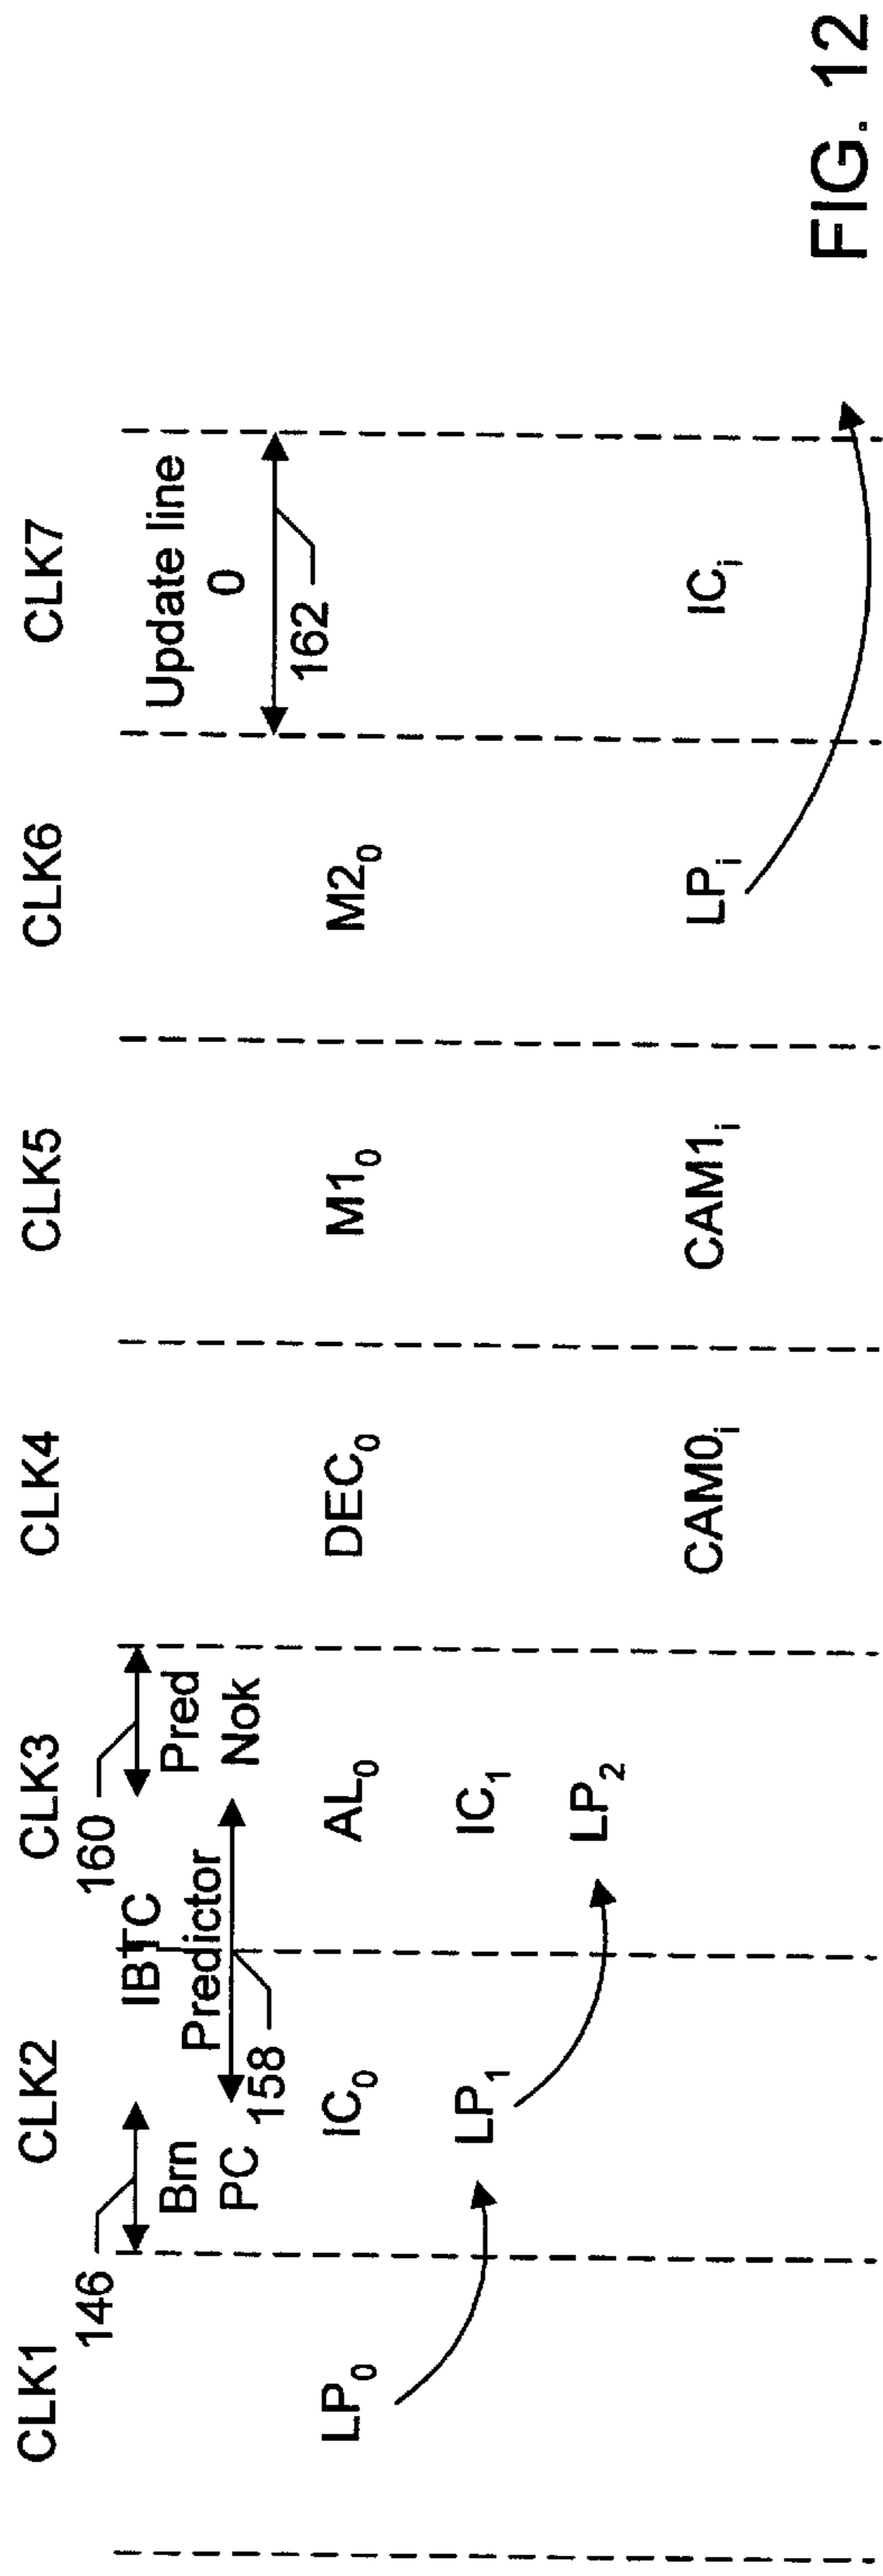 CLK1 CLK2 CLK3 CLK4 CLK5 CLK6 CLK7
146 160
Brn IBTC Pred Update line
PC Predictor Nok 0
158 162
LP₀ IC₀ AL₀ DEC₀ M1₀ M2₀
LP₁ IC₁
LP₂
CAM0ᵢ CAM1ᵢ LPᵢ ICᵢ
FIG. 12